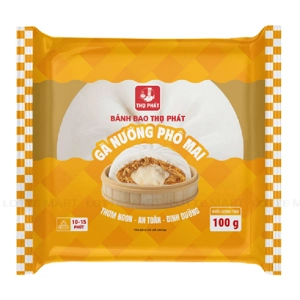 THỌ PHÁT
BÁNH BAO THỌ PHÁT
GÀ NƯỚNG PHÔ MAI
THƠM NGON - AN TOÀN - DINH DƯỠNG
10-15
PHÚT
100 g